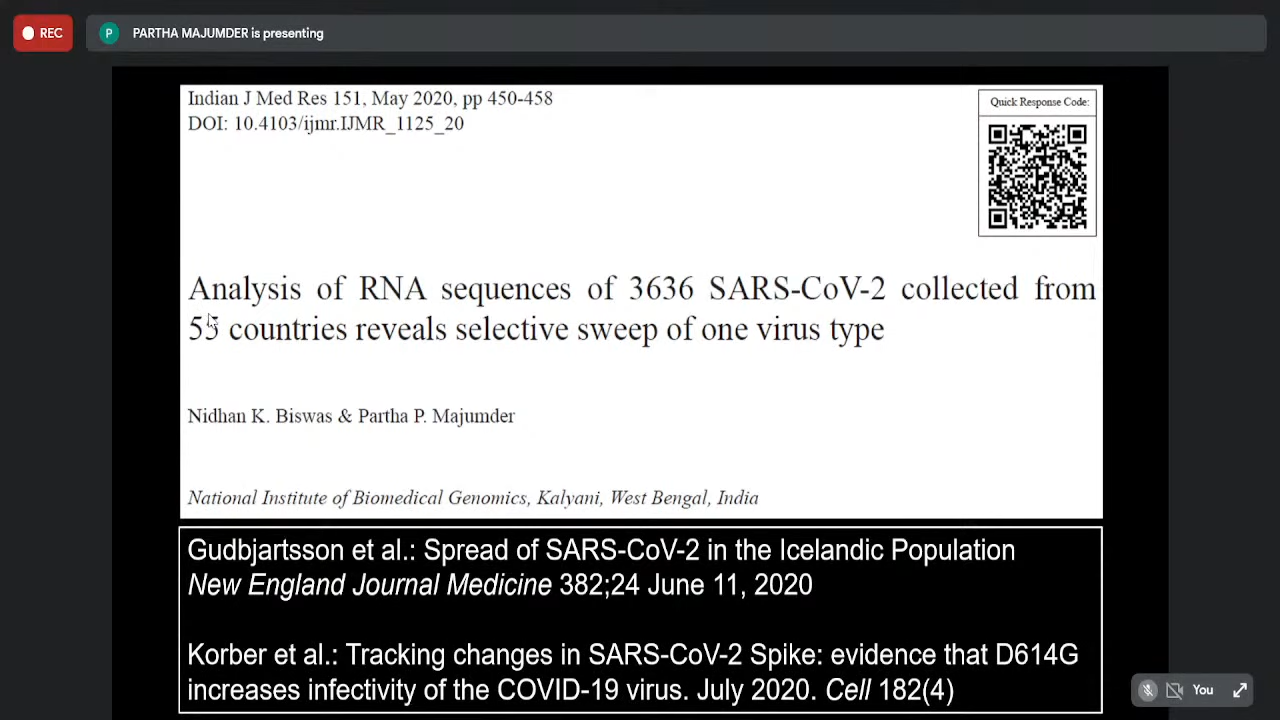 REC
P PARTHA MAJUMDER is presenting
Indian J Med Res 151, May 2020, pp 450-458
DOI: 10.4103/ijmr.IJMR_1125_20
Quick Response Code:
Analysis of RNA sequences of 3636 SARS-CoV-2 collected from
55 countries reveals selective sweep of one virus type
Nidhan K. Biswas & Partha P. Majumder
National Institute of Biomedical Genomics, Kalyani, West Bengal, India
Gudbjartsson et al.: Spread of SARS-CoV-2 in the Icelandic Population
New England Journal Medicine 382;24 June 11, 2020
Korber et al.: Tracking changes in SARS-CoV-2 Spike: evidence that D614G
increases infectivity of the COVID-19 virus. July 2020. Cell 182(4)
You